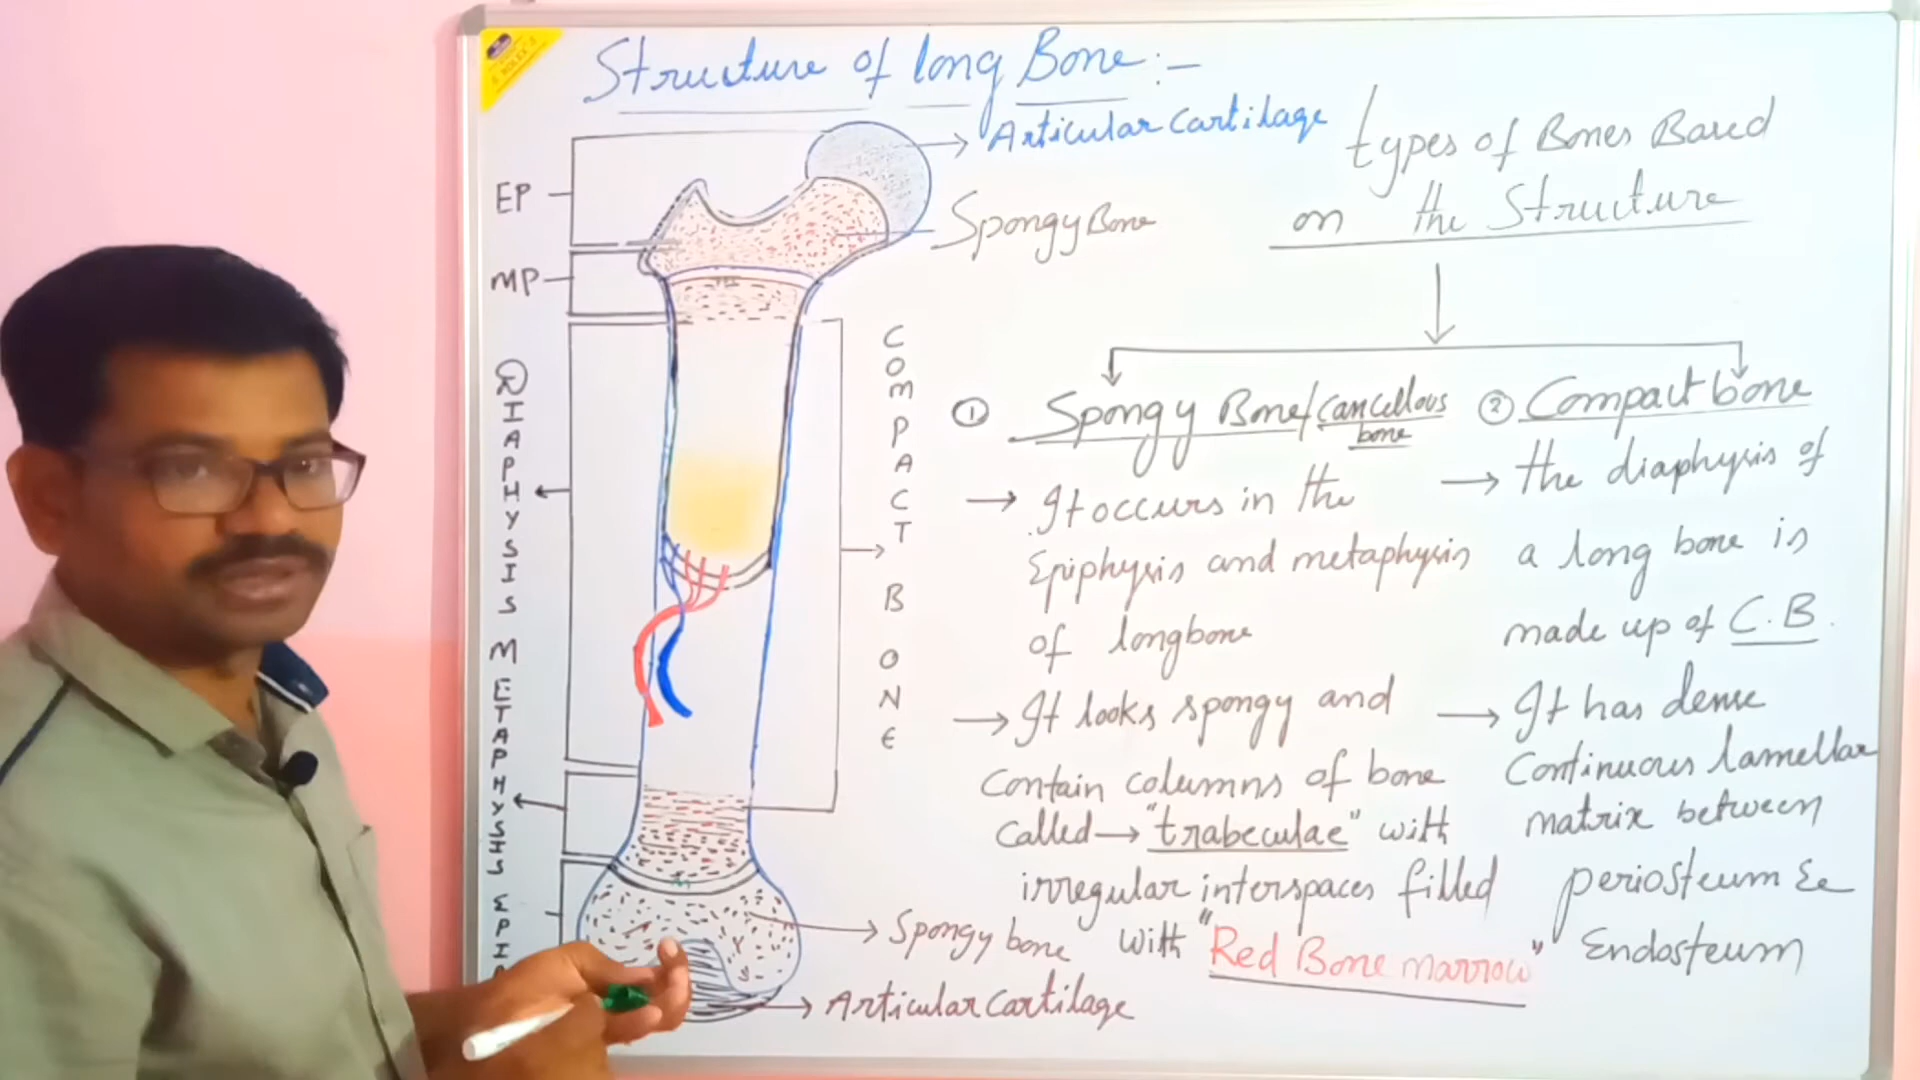 Structure of long Bone:-
Articular Cartilage
EP
Spongy Bone
MP
DIAPHYSIS
COMPACT BONE
METAPHYSIS
EPI
Spongy bone
Articular Cartilage
types of Bones Based
on the Structure
① Spongy Bone/Cancellous
bone
→ It occurs in the
Epiphysis and metaphysis
of longbone
→ It looks spongy and
Contain columns of bone
Called → "trabeculae" with
irregular interspaces filled
with "Red Bone marrow"
② Compact bone
→ the diaphysis of
a long bone is
made up of C.B.
→ It has dense
Continuous lamellar
matrix between
periosteum &
Endosteum